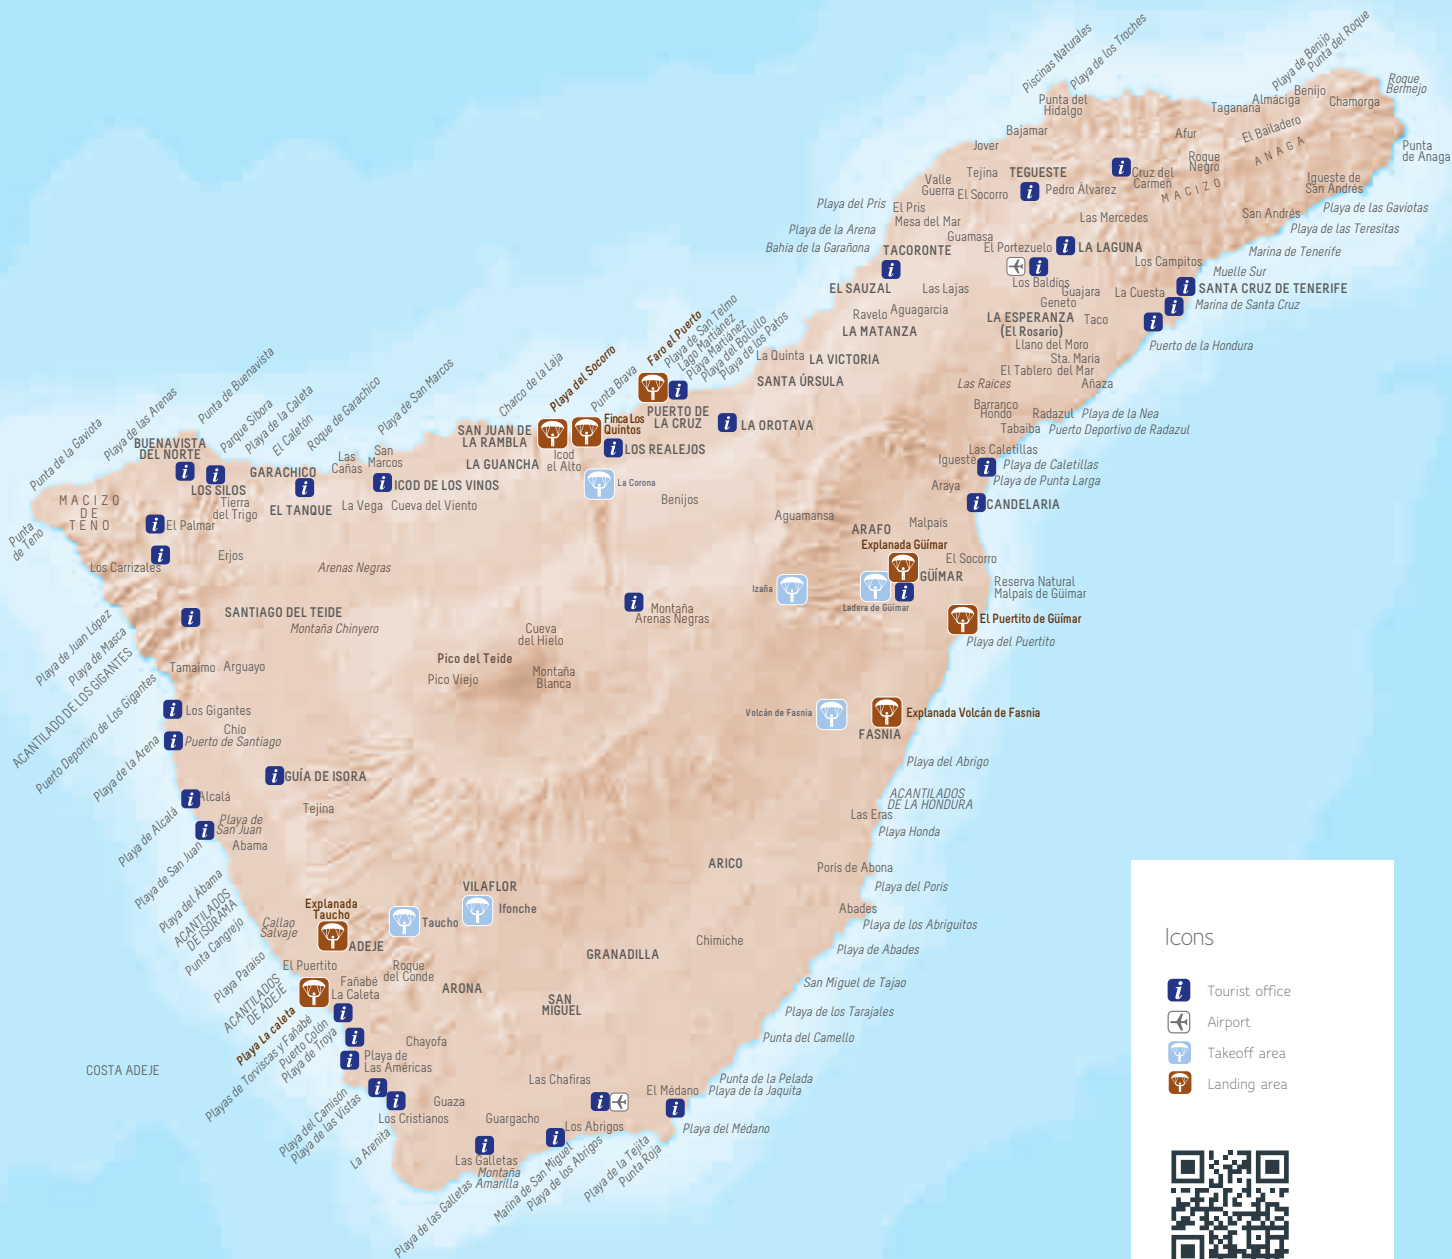 Piscinas Naturales
Playa de los Troches
Playa de Benijo
Punta del Roque
Roque
Bermejo
Punta del
Hidalgo
Taganana
Almáciga
Benijo
Chamorga
Bajamar
Afur
El Bailadero
Jover
Punta
de Anaga
ANAGA
Roque
Negro
Tejina
TEGUESTE
Cruz del
Carmen
MACIZO
Igueste de
San Andrés
Valle
Guerra
El Socorro
Pedro Álvarez
Playa del Pris
El Pris
Mesa del Mar
Las Mercedes
San Andrés
Playa de las Gaviotas
Playa de la Arena
Guamasa
Playa de las Teresitas
Bahia de la Garañona
TACORONTE
El Portezuelo
LA LAGUNA
Marina de Tenerife
Los Campitos
Muelle Sur
EL SAUZAL
Las Lajas
Los Baldíos
Guajara
Geneto
La Cuesta
SANTA CRUZ DE TENERIFE
Marina de Santa Cruz
Ravelo
Aguagarcía
LA MATANZA
LA ESPERANZA
(El Rosario)
Taco
Puerto de la Hondura
Llano del Moro
Sta. María
del Mar
El Tablero
Las Raíces
Añaza
Faro el Puerto
Playa de San Telmo
Lago Martiánez
Playa Martiánez
Playa del Bollullo
Playa de los Patos
La Quinta
LA VICTORIA
SANTA ÚRSULA
Barranco
Hondo
Radazul
Playa de la Nea
Tabaiba
Puerto Deportivo de Radazul
Charco de la Laja
Playa del Socorro
Punta Brava
Punta de la Gaviota
Playa de las Arenas
Punta de Buenavista
Parque Sibora
Playa de la Caleta
El Caletón
Roque de Garachico
Playa de San Marcos
PUERTO DE
LA CRUZ
LA OROTAVA
Finca Los
Quintos
LOS REALEJOS
SAN JUAN DE
LA RAMBLA
Icod
el Alto
LA GUANCHA
La Corona
Benijos
BUENAVISTA
DEL NORTE
LOS SILOS
GARACHICO
Las
Cañas
San
Marcos
ICOD DE LOS VINOS
Tierra
del Trigo
EL TANQUE
La Vega
Cueva del Viento
MACIZO
DE
TENO
El Palmar
Punta
de Teno
Los Carrizales
Erjos
Arenas Negras
Las Caletillas
Igueste
Playa de Caletillas
Playa de Punta Larga
Araya
CANDELARIA
Aguamansa
ARAFO
Malpaís
Explanada Güímar
El Socorro
GÜÍMAR
Reserva Natural
Malpaís de Güímar
Izaña
Ladera de Güímar
El Puertito de Güímar
Playa del Puertito
SANTIAGO DEL TEIDE
Montaña Chinyero
Montaña
Arenas Negras
Cueva
del Hielo
Pico del Teide
Pico Viejo
Montaña
Blanca
Playa de Juan López
Playa de Masca
ACANTILADO DE LOS GIGANTES
Puerto Deportivo de Los Gigantes
Playa de la Arena
Tamaimo
Arguayo
Los Gigantes
Chío
Puerto de Santiago
GUÍA DE ISORA
Tejina
Alcalá
Playa de
San Juan
Abama
Playa de Alcalá
Playa de San Juan
Playa del Ábama
ACANTILADOS
DE ISORAMA
Punta Cangrejo
Playa Paraiso
ACANTILADOS
DE ADEJE
Volcán de Fasnia
Explanada Volcán de Fasnia
FASNIA
Playa del Abrigo
ACANTILADOS
DE LA HONDURA
Las Eras
Playa Honda
ARICO
Poris de Abona
Playa del Porís
Abades
Playa de los Abriguitos
Playa de Abades
Chimiche
GRANADILLA
San Miguel de Tajao
Playa de los Tarajales
Punta del Camello
VILAFLOR
Ifonche
Explanada
Taucho
Taucho
Callao
Salvaje
ADEJE
El Puertito
Roque
del Conde
Fañabé
La Caleta
ARONA
SAN
MIGUEL
Playa La caleta
Playas de Torviscas y Fañabé
Puerto Colón
Playa de Troya
COSTA ADEJE
Chayofa
Playa de
Las Américas
Las Chafiras
El Médano
Punta de la Pelada
Playa de la Jaquita
Playa del Médano
Guaza
Los Cristianos
Guargacho
Los Abrigos
Playa del Camisón
Playa de las Vistas
La Arenita
Las Galletas
Montaña
Amarilla
Playa de las Galletas
Marina de San Miguel
Playa de los Abrigos
Playa de la Tejita
Punta Roja
Icons
Tourist office
Airport
Takeoff area
Landing area